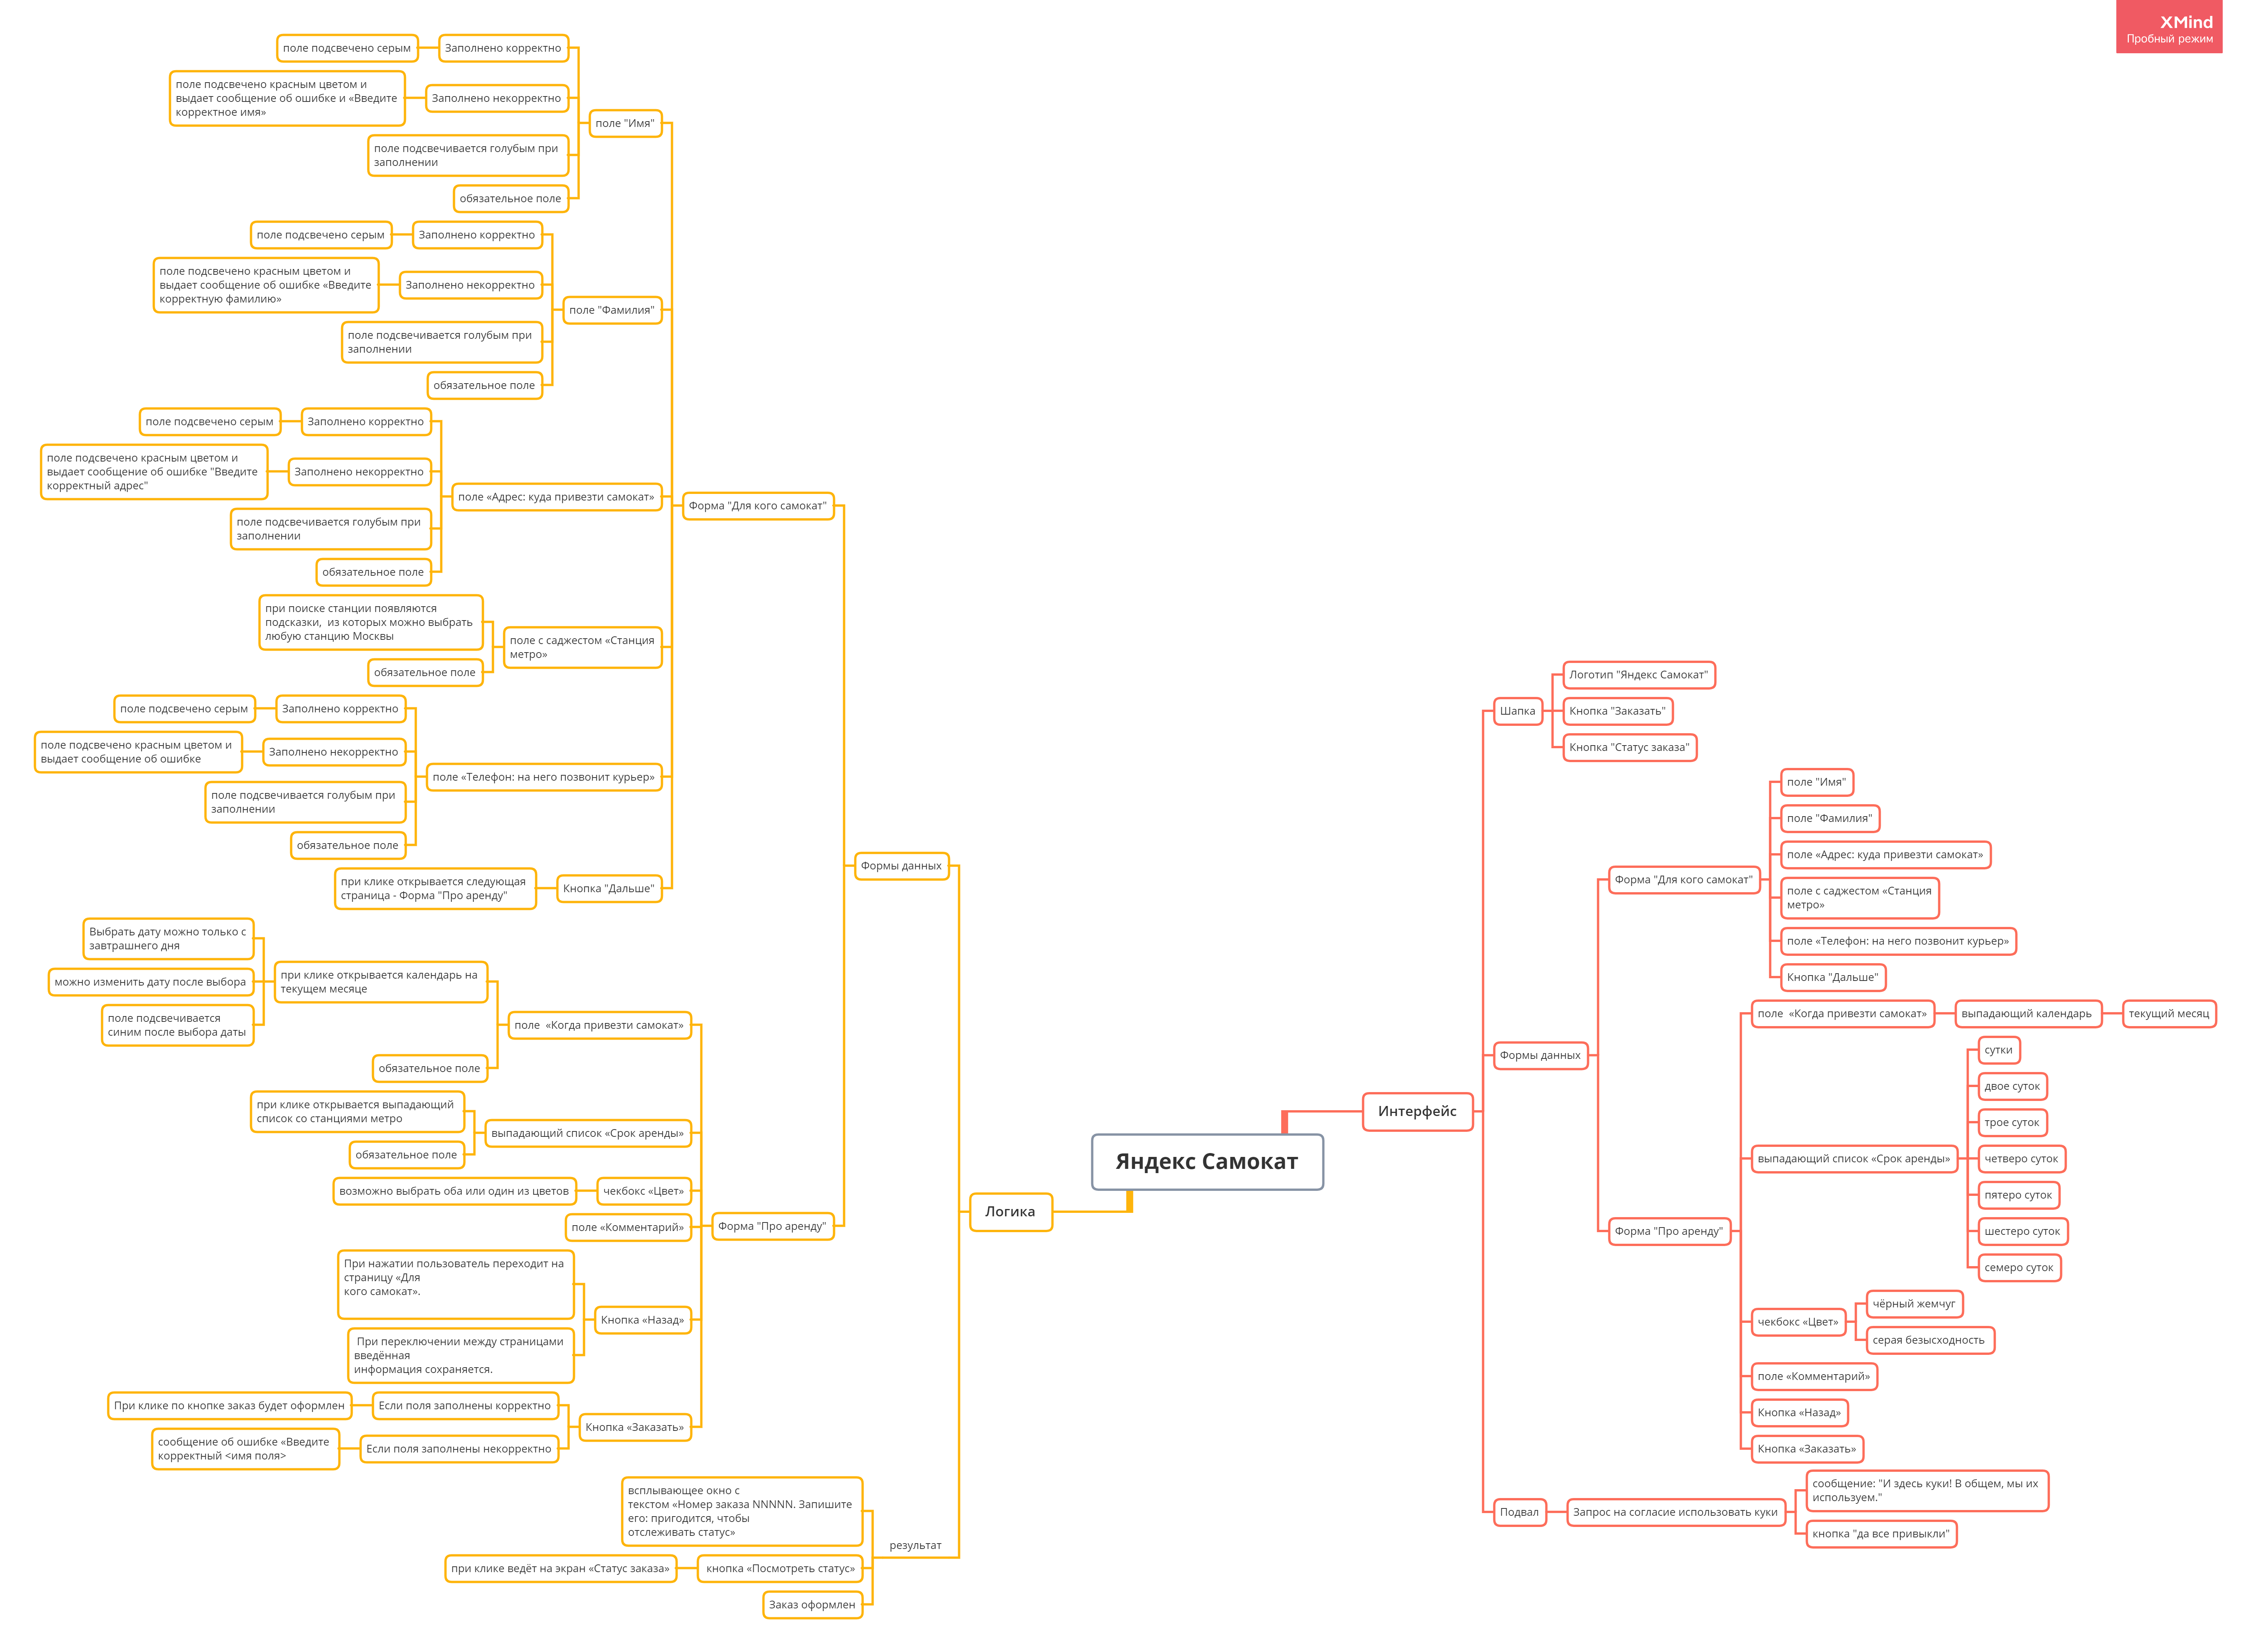 XMind
Пробный режим
поле подсвечено серым
Заполнено корректно
поле подсвечено красным цветом и
выдает сообщение об ошибке и «Введите
корректное имя»
Заполнено некорректно
поле "Имя"
поле подсвечивается голубым при
заполнении
обязательное поле
поле подсвечено серым
Заполнено корректно
поле подсвечено красным цветом и
выдает сообщение об ошибке «Введите
корректную фамилию»
Заполнено некорректно
поле "Фамилия"
поле подсвечивается голубым при
заполнении
обязательное поле
поле подсвечено серым
Заполнено корректно
поле подсвечено красным цветом и
выдает сообщение об ошибке "Введите
корректный адрес"
Заполнено некорректно
поле «Адрес: куда привезти самокат»
Форма "Для кого самокат"
поле подсвечивается голубым при
заполнении
обязательное поле
при поиске станции появляются
подсказки,  из которых можно выбрать
любую станцию Москвы
поле с саджестом «Станция
метро»
обязательное поле
поле подсвечено серым
Заполнено корректно
поле подсвечено красным цветом и
выдает сообщение об ошибке
Заполнено некорректно
поле «Телефон: на него позвонит курьер»
поле подсвечивается голубым при
заполнении
обязательное поле
при клике открывается следующая
страница - Форма "Про аренду"
Кнопка "Дальше"
Формы данных
Выбрать дату можно только с
завтрашнего дня
можно изменить дату после выбора
при клике открывается календарь на
текущем месяце
поле подсвечивается
синим после выбора даты
поле  «Когда привезти самокат»
обязательное поле
при клике открывается выпадающий
список со станциями метро
выпадающий список «Срок аренды»
обязательное поле
возможно выбрать оба или один из цветов
чекбокс «Цвет»
поле «Комментарий»
Форма "Про аренду"
При нажатии пользователь переходит на
страницу «Для
кого самокат».
Кнопка «Назад»
При переключении между страницами
введённая
информация сохраняется.
При клике по кнопке заказ будет оформлен
Если поля заполнены корректно
Кнопка «Заказать»
сообщение об ошибке «Введите
корректный <имя поля>
Если поля заполнены некорректно
всплывающее окно с
текстом «Номер заказа NNNNN. Запишите
его: пригодится, чтобы
отслеживать статус»
результат
при клике ведёт на экран «Статус заказа»
кнопка «Посмотреть статус»
Заказ оформлен
Логика
Яндекс Самокат
Интерфейс
Шапка
Логотип "Яндекс Самокат"
Кнопка "Заказать"
Кнопка "Статус заказа"
Формы данных
Форма "Для кого самокат"
поле "Имя"
поле "Фамилия"
поле «Адрес: куда привезти самокат»
поле с саджестом «Станция
метро»
поле «Телефон: на него позвонит курьер»
Кнопка "Дальше"
Форма "Про аренду"
поле  «Когда привезти самокат»
выпадающий календарь
текущий месяц
выпадающий список «Срок аренды»
сутки
двое суток
трое суток
четверо суток
пятеро суток
шестеро суток
семеро суток
чекбокс «Цвет»
чёрный жемчуг
серая безысходность
поле «Комментарий»
Кнопка «Назад»
Кнопка «Заказать»
Подвал
Запрос на согласие использовать куки
сообщение: "И здесь куки! В общем, мы их
используем."
кнопка "да все привыкли"